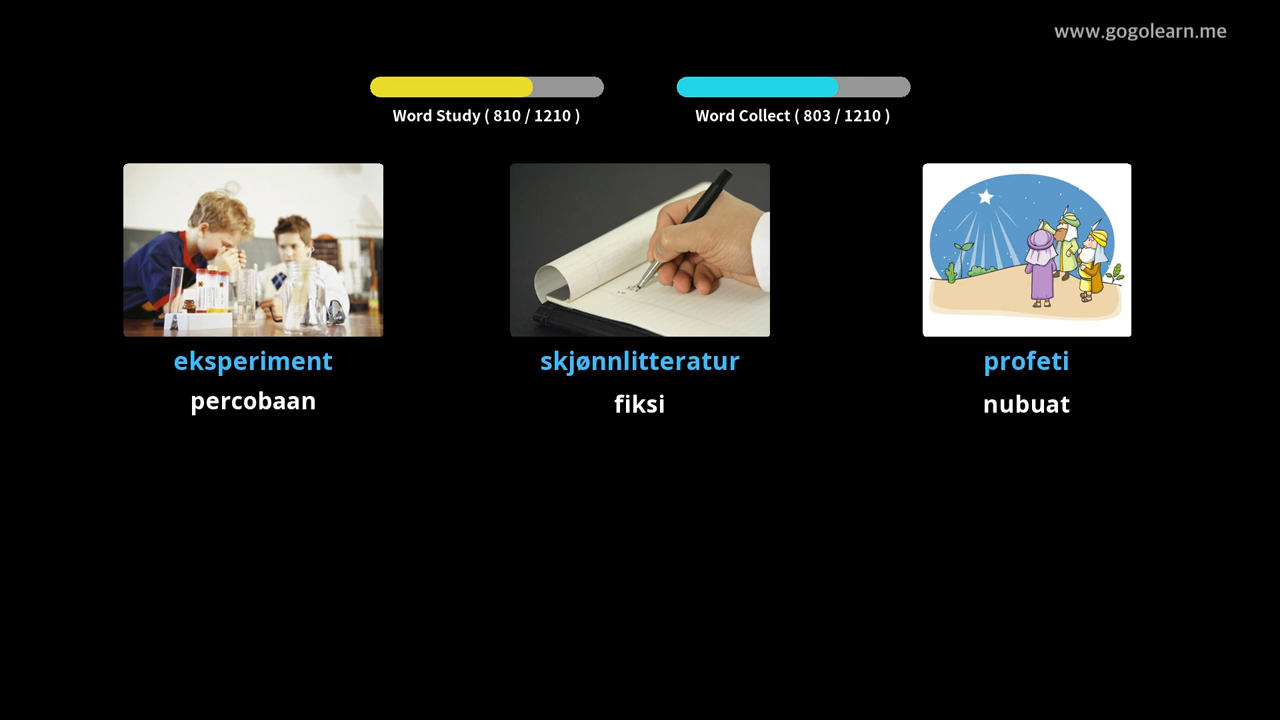 www.gogolearn.me
Word Study ( 810 / 1210 )
Word Collect ( 803 / 1210 )
eksperiment
percobaan
skjønnlitteratur
fiksi
profeti
nubuat